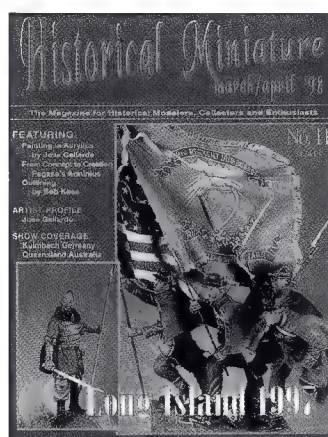 Historical Miniature
march/april '98
The Magazine for Historical Modelers, Collectors and Enthusiasts
FEATURING
Painting in Acrylics
by Jose Gallardo
From Concept to Creation
Pegaso's Arminius
Outlining
by Bob Knee
ARTIST PROFILE
Jose Gallardo
SHOW COVERAGE
Kulmbach Germany
Queensland Australia
Long Island 1997